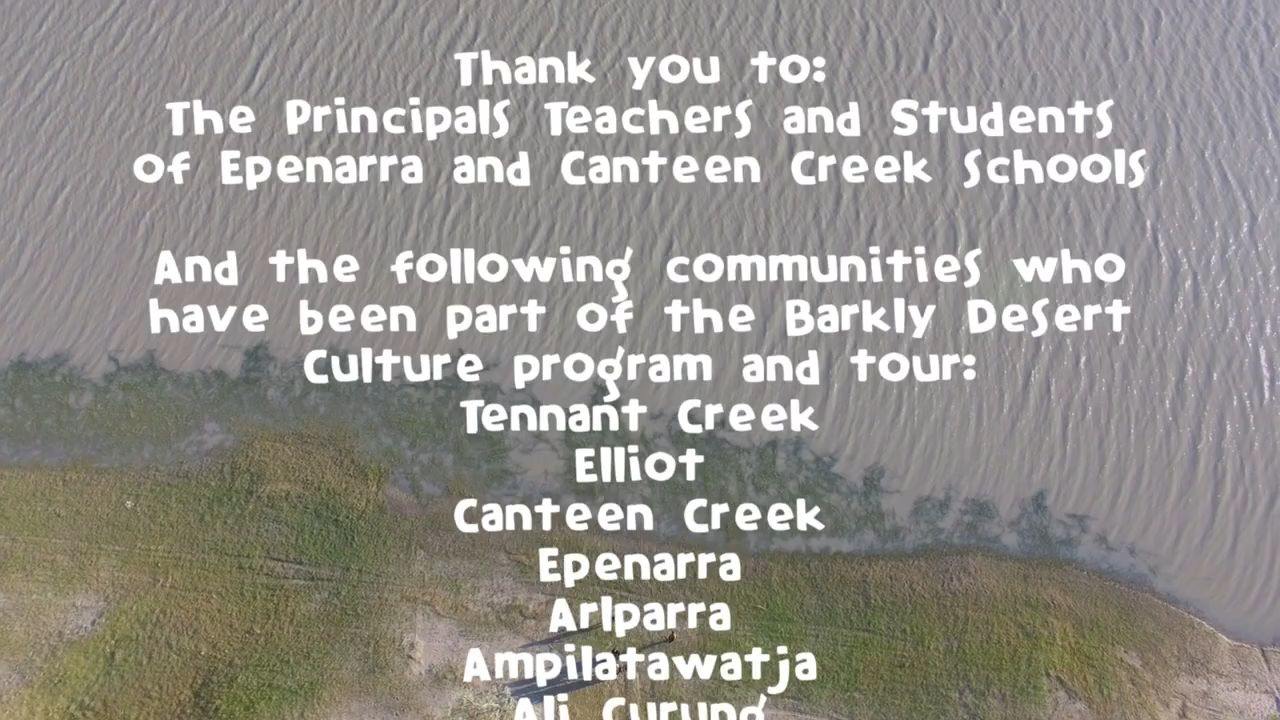 Thank you to:
The Principals Teachers and Students
of Epenarra and Canteen Creek Schools
And the following communities who
have been part of the Barkly Desert
Culture program and tour:
Tennant Creek
Elliot
Canteen Creek
Epenarra
Arlparra
Ampilatawatja
Ali Curung